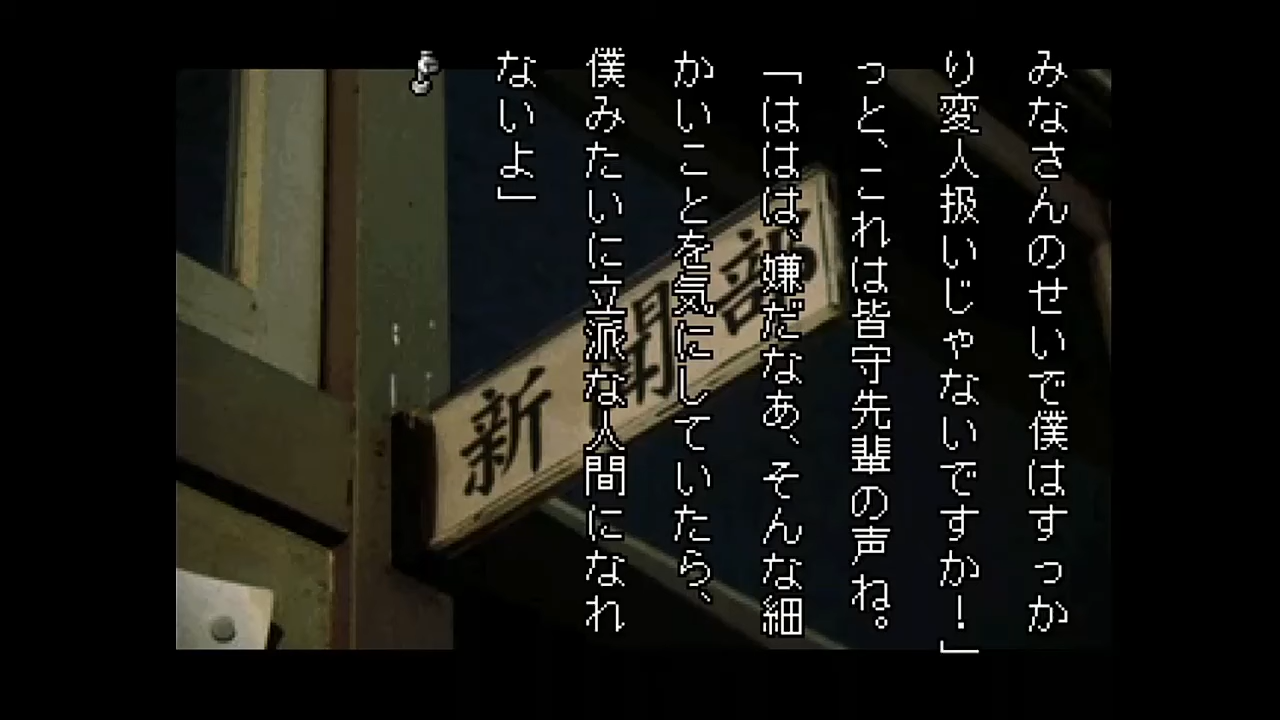 みなさんのせいで僕はすっか
り変人扱いじゃないですか！」
っと、これは皆守先輩の声ね。
「ははは、嫌だなあ、そんな細
かいことを気にしていたら、
僕みたいに立派な人間になれ
ないよ」
新聞部